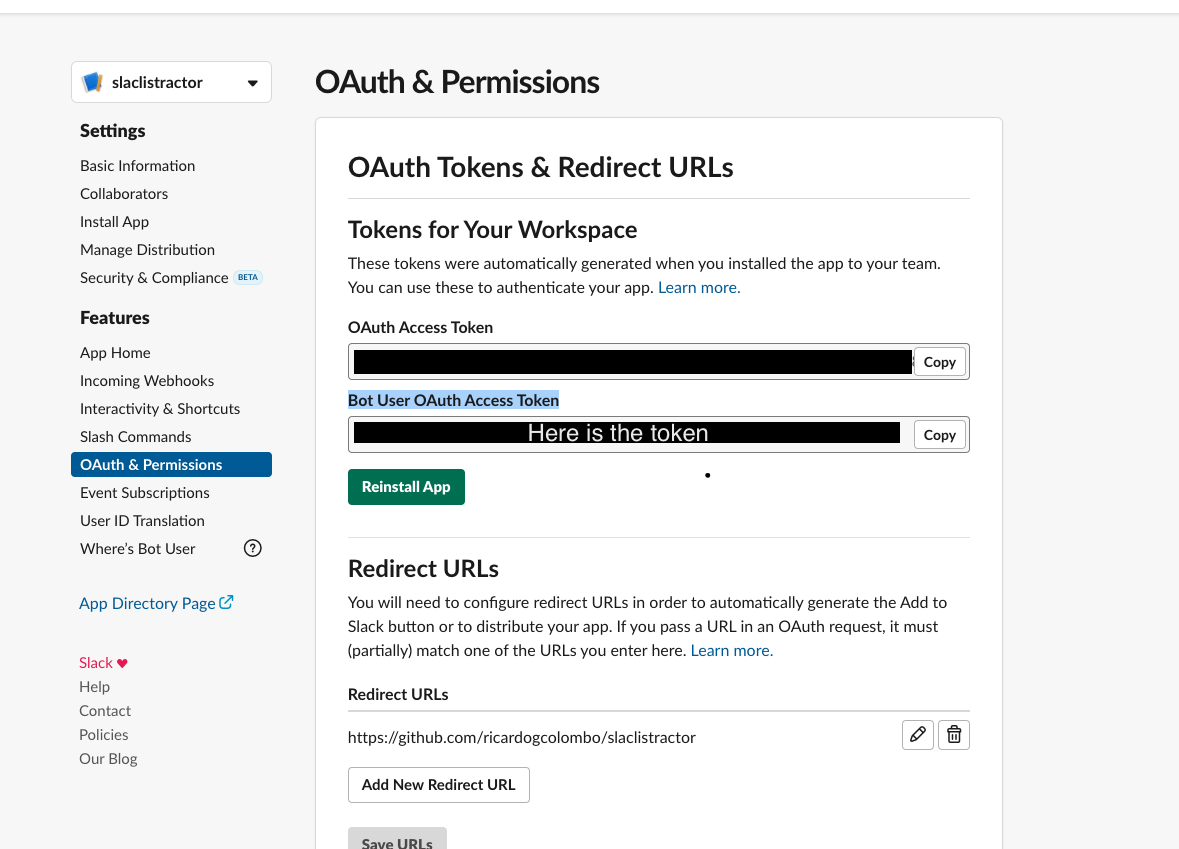 slaclistractor
Settings
Basic Information
Collaborators
Install App
Manage Distribution
Security & Compliance BETA
Features
App Home
Incoming Webhooks
Interactivity & Shortcuts
Slash Commands
OAuth & Permissions
Event Subscriptions
User ID Translation
Where's Bot User ?
App Directory Page
Slack ♥
Help
Contact
Policies
Our Blog
OAuth & Permissions
OAuth Tokens & Redirect URLs
Tokens for Your Workspace
These tokens were automatically generated when you installed the app to your team.
You can use these to authenticate your app. Learn more.
OAuth Access Token
Copy
Bot User OAuth Access Token
Here is the token
Copy
Reinstall App
Redirect URLs
You will need to configure redirect URLs in order to automatically generate the Add to
Slack button or to distribute your app. If you pass a URL in an OAuth request, it must
(partially) match one of the URLs you enter here. Learn more.
Redirect URLs
https://github.com/ricardogcolombo/slaclistractor
Add New Redirect URL
Save URLs